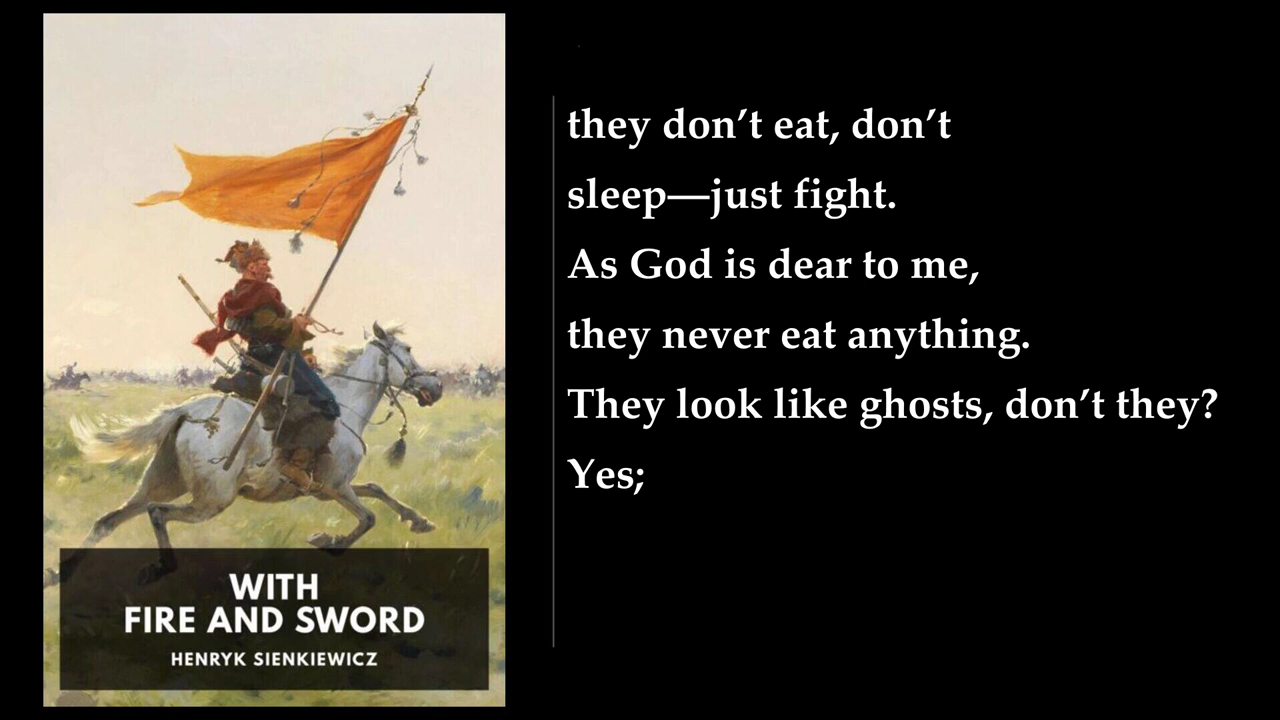 WITH
FIRE AND SWORD
HENRYK SIENKIEWICZ
they don’t eat, don’t
sleep—just fight.
As God is dear to me,
they never eat anything.
They look like ghosts, don’t they?
Yes;